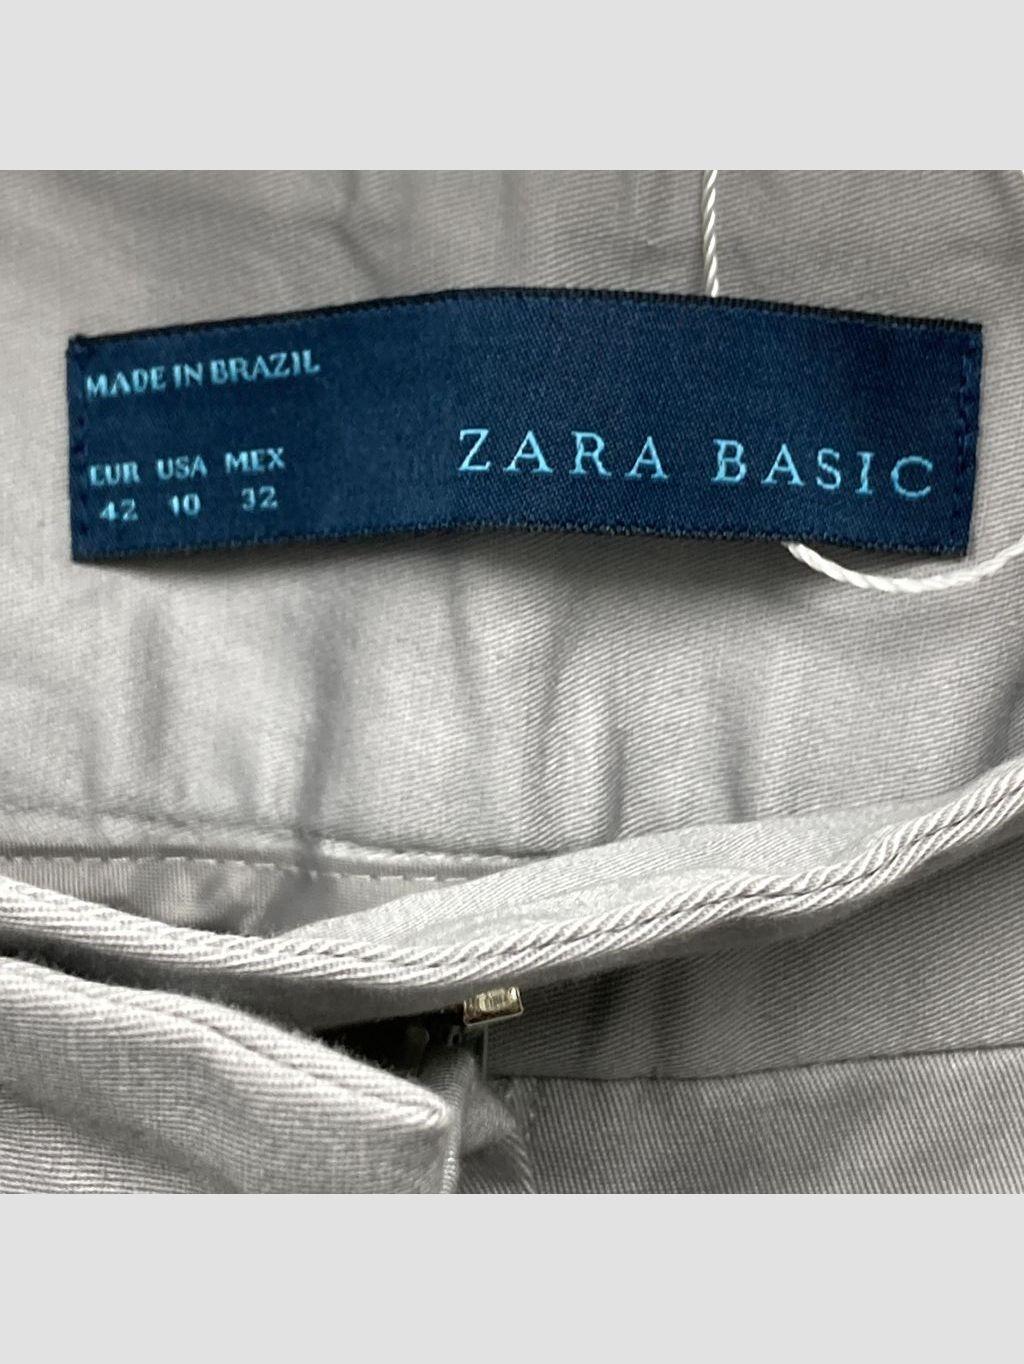 MADE IN BRAZIL
EUR USA MEX
42 10 32
ZARA BASIC